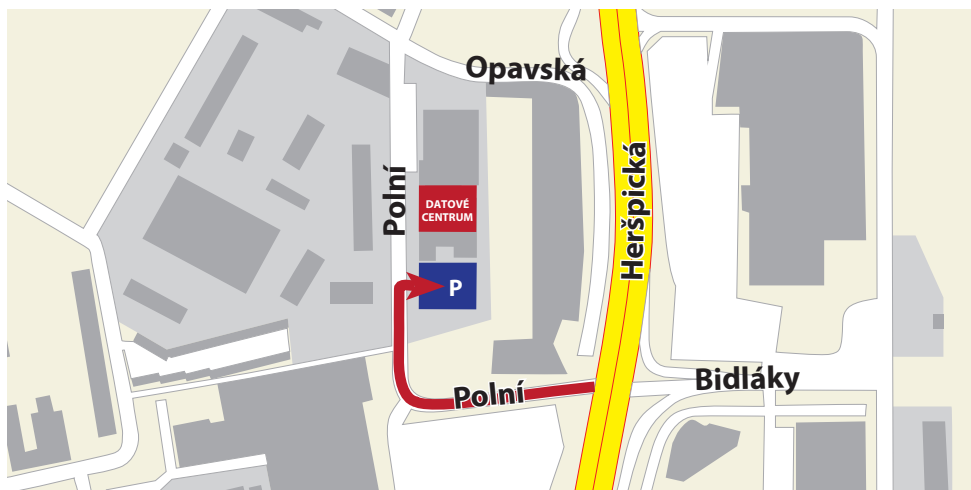 Opavská
Polní
Heršpická
DATOVÉ
CENTRUM
P
Polní
Bidláky